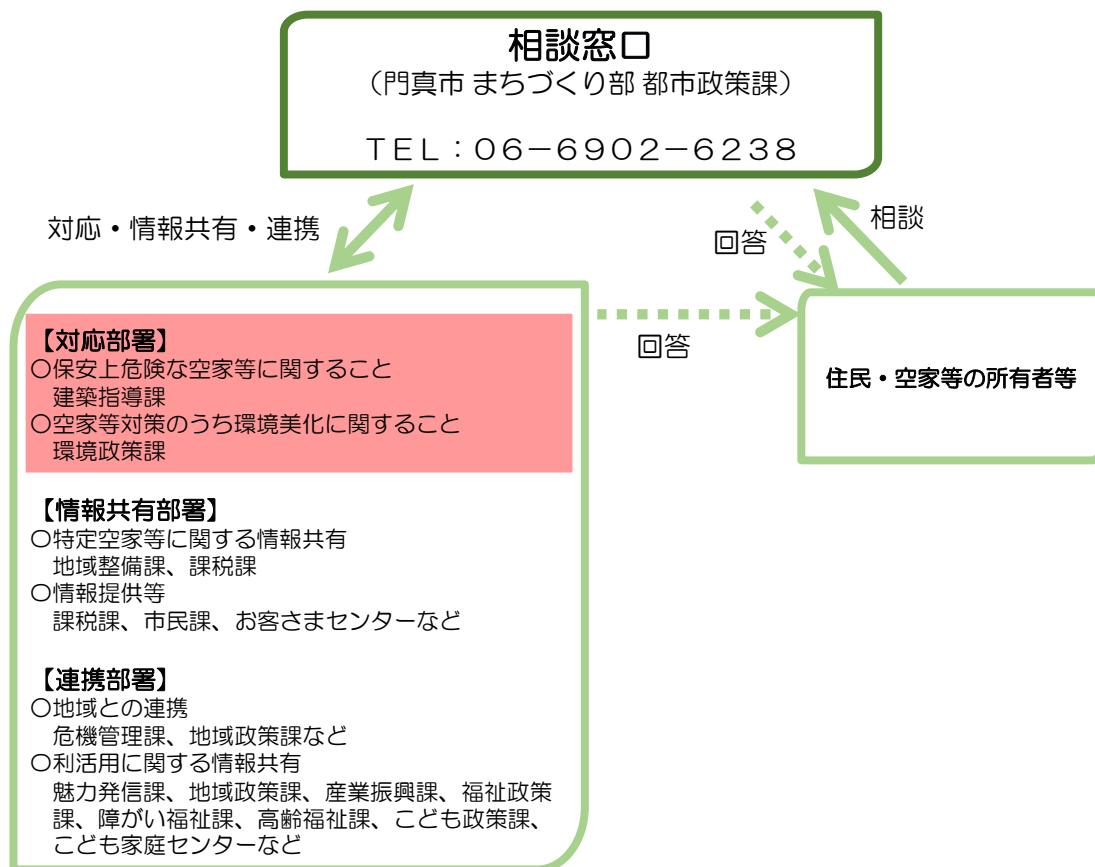 相談窓口
（門真市 まちづくり部 都市政策課）
ＴＥＬ：０６－６９０２－６２３８
対応・情報共有・連携
回答
相談
【対応部署】
〇保安上危険な空家等に関すること
建築指導課
〇空家等対策のうち環境美化に関すること
環境政策課
回答
住民・空家等の所有者等
【情報共有部署】
〇特定空家等に関する情報共有
地域整備課、課税課
〇情報提供等
課税課、市民課、お客さまセンターなど
【連携部署】
〇地域との連携
危機管理課、地域政策課など
〇利活用に関する情報共有
魅力発信課、地域政策課、産業振興課、福祉政策
課、障がい福祉課、高齢福祉課、こども政策課、
こども家庭センターなど